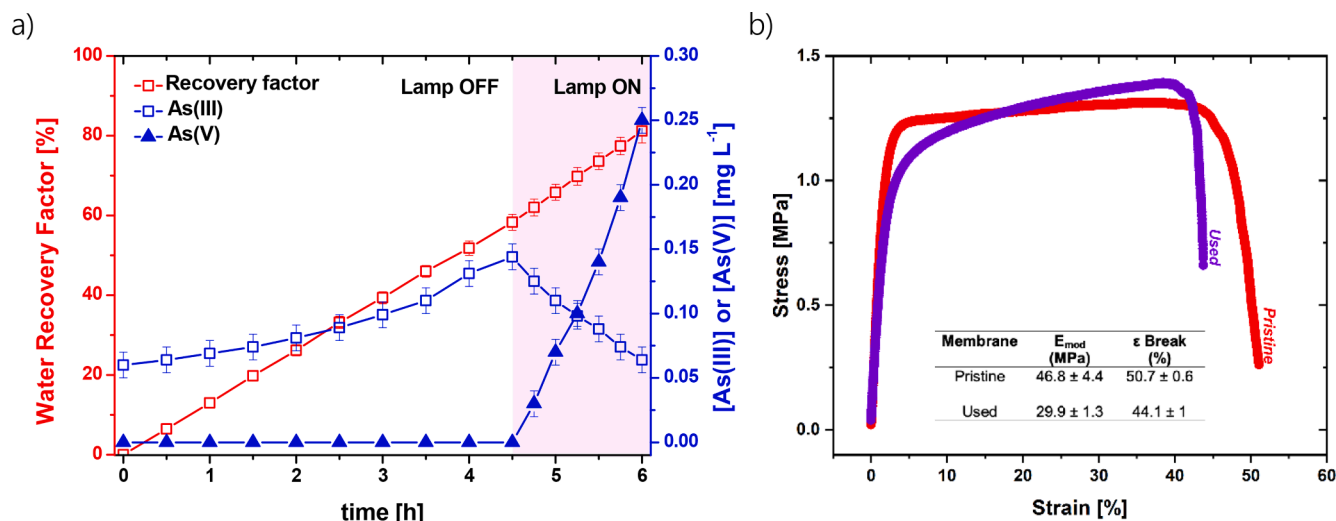 a)
Water Recovery Factor [%]
100
80
60
40
20
0
Recovery factor
As(III)
As(V)
Lamp OFF
Lamp ON
0.30
0.25
0.20
0.15
0.10
0.05
0.00
[As(III)] or [As(V)] [mg L⁻¹]
0 1 2 3 4 5 6
time [h]
b)
Stress [MPa]
1.5
1.0
0.5
0.0
Used
Pristine
Membrane E_mod (MPa) ε Break (%)
Pristine 46.8 ± 4.4 50.7 ± 0.6
Used 29.9 ± 1.3 44.1 ± 1
0 10 20 30 40 50 60
Strain [%]